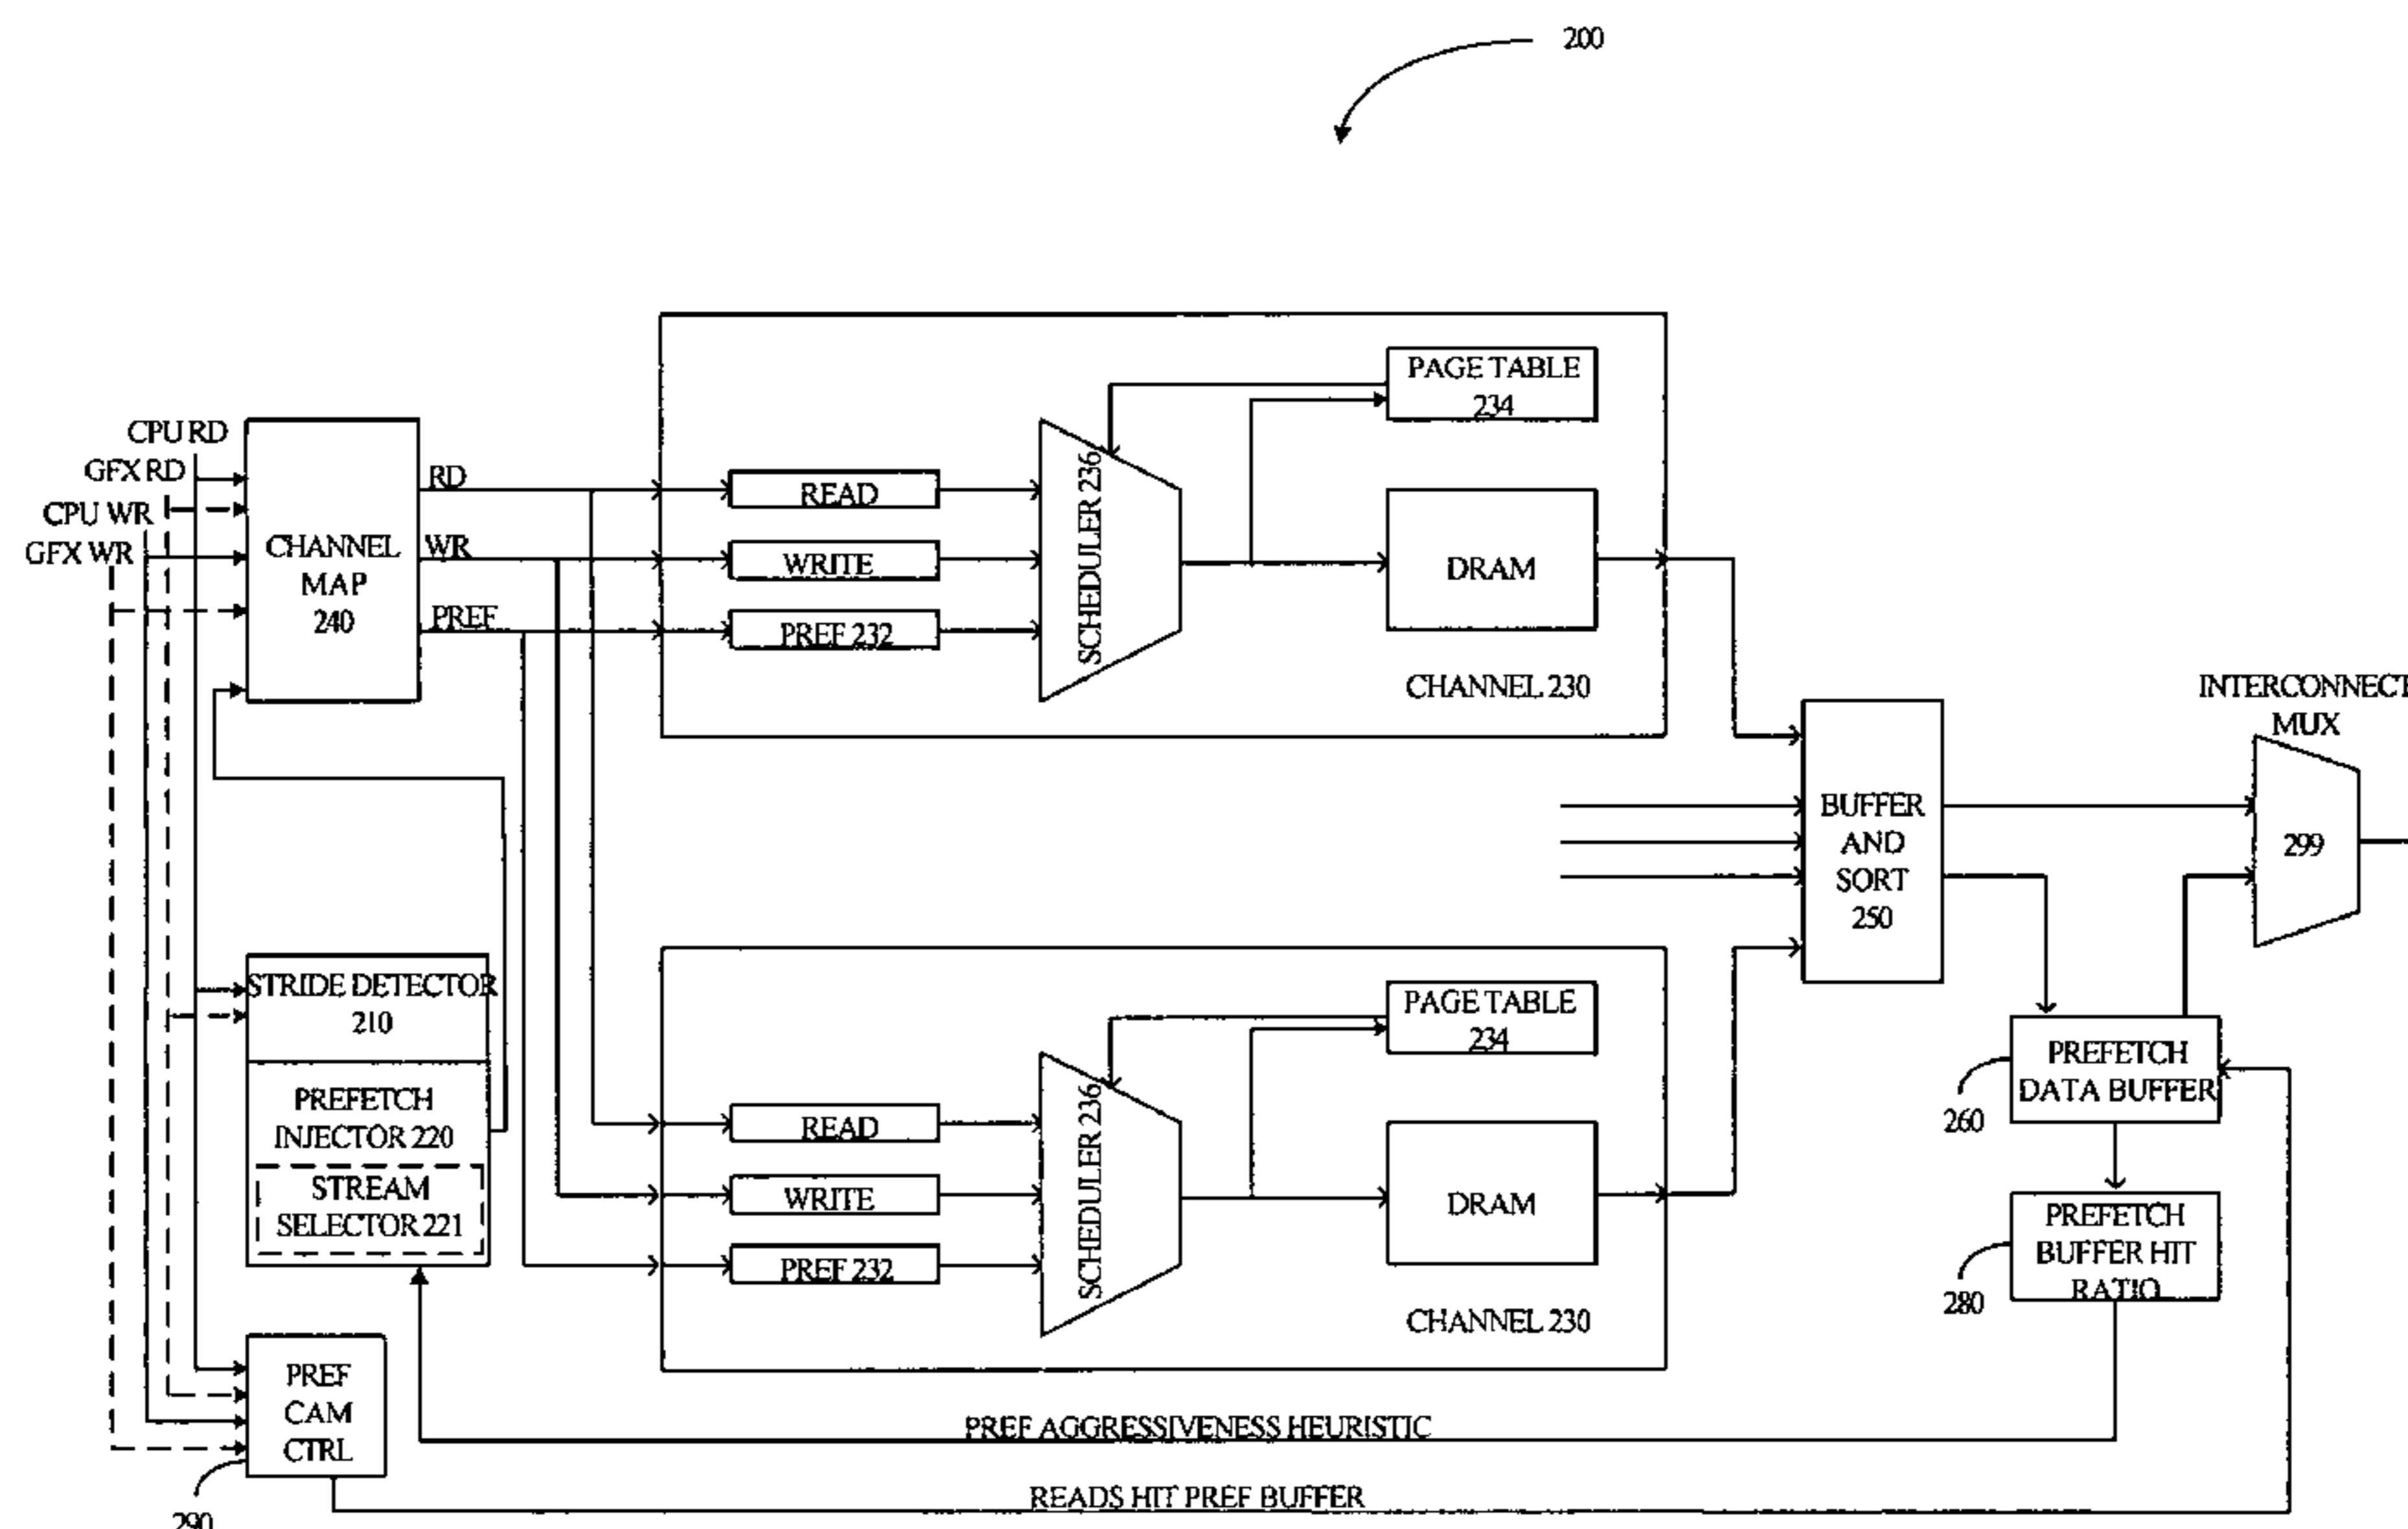 200
CPU RD
GFX RD
CPU WR
GFX WR
CHANNEL
MAP
240
RD
WR
PREF
READ
WRITE
PREF 232
SCHEDULER 236
PAGE TABLE
234
DRAM
CHANNEL 230
INTERCONNECT
MUX
299
BUFFER
AND
SORT
250
STRIDE DETECTOR
210
PREFETCH
INJECTOR 220
STREAM
SELECTOR 221
READ
WRITE
PREF 232
SCHEDULER 236
PAGE TABLE
234
DRAM
CHANNEL 230
PREFETCH
DATA BUFFER
260
PREFETCH
BUFFER HIT
RATIO
280
PREF
CAM
CTRL
290
PREF AGGRESSIVENESS HEURISTIC
READS HIT PREF BUFFER